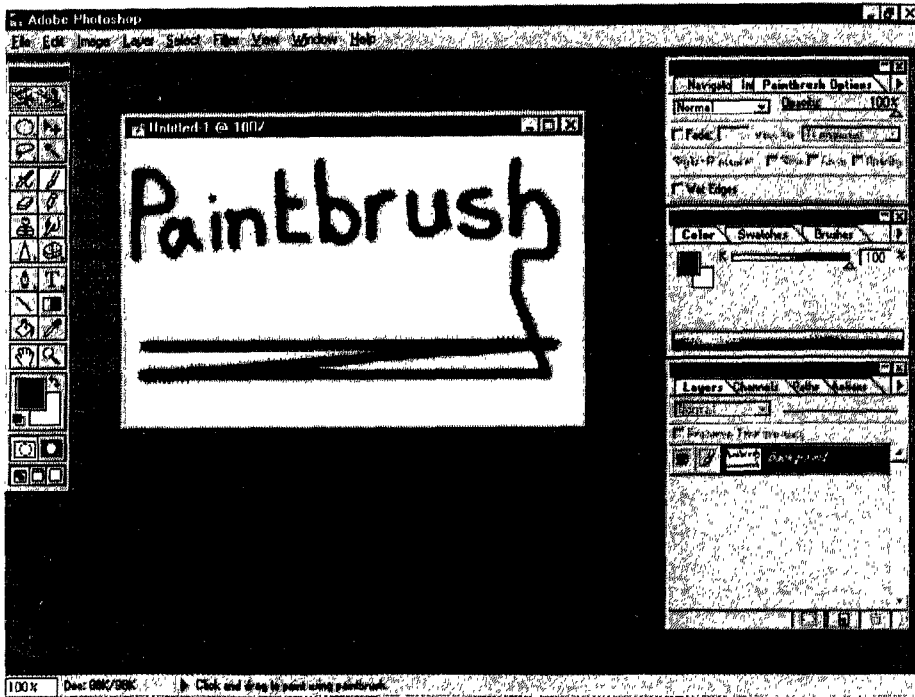 Adobe Photoshop
File Edit Image Layer Select Filter View Window Help
Untitled-1 @ 100%
Paintbrush
Paintbrush Options
Normal Opacity: 100%
Fade:
Wet Edges
Color Swatches Brushes
K 100 %
Layers Channels Paths Actions
Normal
Background
100%
Click and drag to paint using paintbrush.